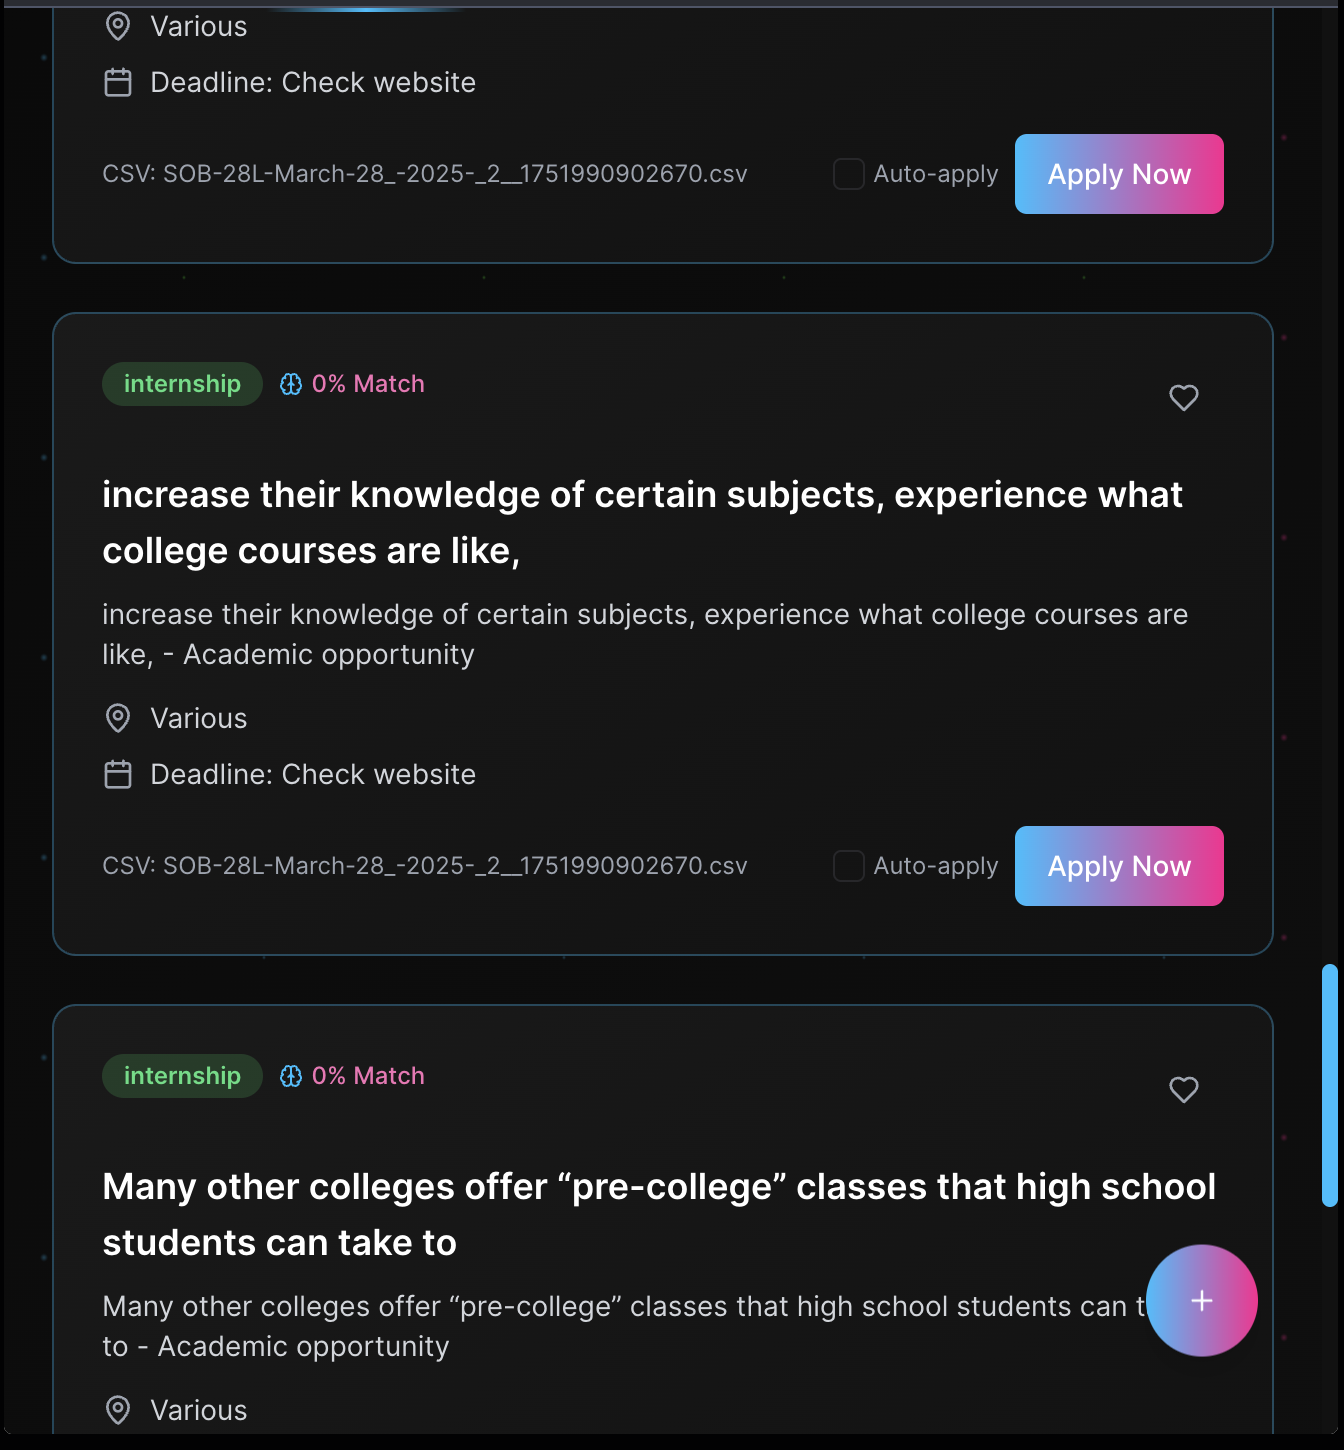 Various
Deadline: Check website
CSV: SOB-28L-March-28_-2025-_2__1751990902670.csv
Auto-apply
Apply Now
internship
0% Match
increase their knowledge of certain subjects, experience what
college courses are like,
increase their knowledge of certain subjects, experience what college courses are
like, - Academic opportunity
Various
Deadline: Check website
CSV: SOB-28L-March-28_-2025-_2__1751990902670.csv
Auto-apply
Apply Now
internship
0% Match
Many other colleges offer “pre-college” classes that high school
students can take to
Many other colleges offer “pre-college” classes that high school students can
to - Academic opportunity
Various